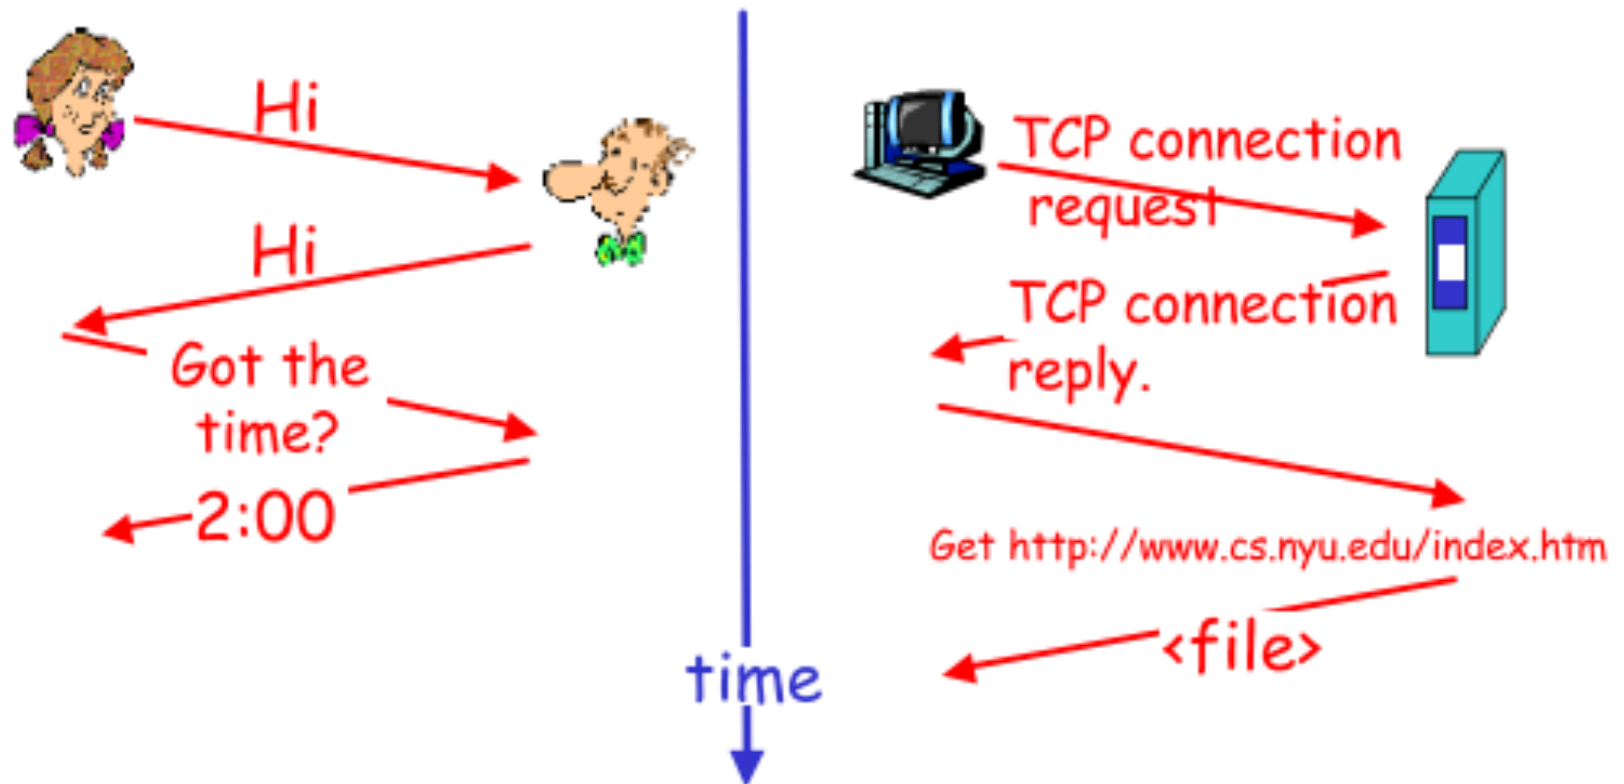 Hi
Hi
Got the
time?
2:00
time
TCP connection
request
TCP connection
reply.
Get http://www.cs.nyu.edu/index.htm
<file>